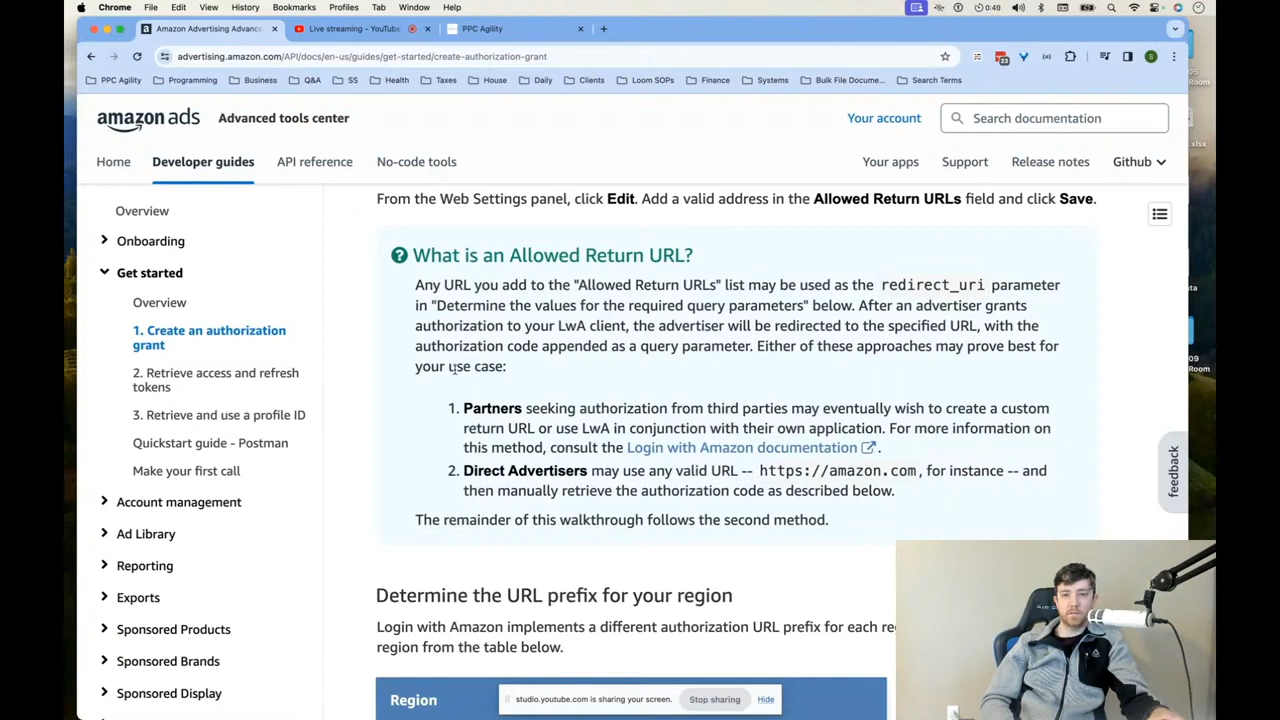 Chrome File Edit View History Bookmarks Profiles Tab Window Help 0:49
Amazon Advertising Advance Live streaming - YouTube PPC Agility
advertising.amazon.com/API/docs/en-us/guides/get-started/create-authorization-grant
PPC Agility Programming Business Q&A SS Health Taxes House Daily Clients Loom SOPs Finance Systems Bulk File Docume... Search Terms
amazon ads Advanced tools center Your account Search documentation
Home Developer guides API reference No-code tools Your apps Support Release notes Github
Overview
Onboarding
Get started
Overview
1. Create an authorization
grant
2. Retrieve access and refresh
tokens
3. Retrieve and use a profile ID
Quickstart guide - Postman
Make your first call
Account management
Ad Library
Reporting
Exports
Sponsored Products
Sponsored Brands
Sponsored Display
From the Web Settings panel, click Edit. Add a valid address in the Allowed Return URLs field and click Save.
What is an Allowed Return URL?
Any URL you add to the "Allowed Return URLs" list may be used as the redirect_uri parameter
in "Determine the values for the required query parameters" below. After an advertiser grants
authorization to your LwA client, the advertiser will be redirected to the specified URL, with the
authorization code appended as a query parameter. Either of these approaches may prove best for
your use case:
1. Partners seeking authorization from third parties may eventually wish to create a custom
return URL or use LwA in conjunction with their own application. For more information on
this method, consult the Login with Amazon documentation.
2. Direct Advertisers may use any valid URL -- https://amazon.com, for instance -- and
then manually retrieve the authorization code as described below.
The remainder of this walkthrough follows the second method.
Determine the URL prefix for your region
Login with Amazon implements a different authorization URL prefix for each re
region from the table below.
Region
studio.youtube.com is sharing your screen. Stop sharing Hide
feedback
23
S
05
Room
.xlsx
ata
09
Room